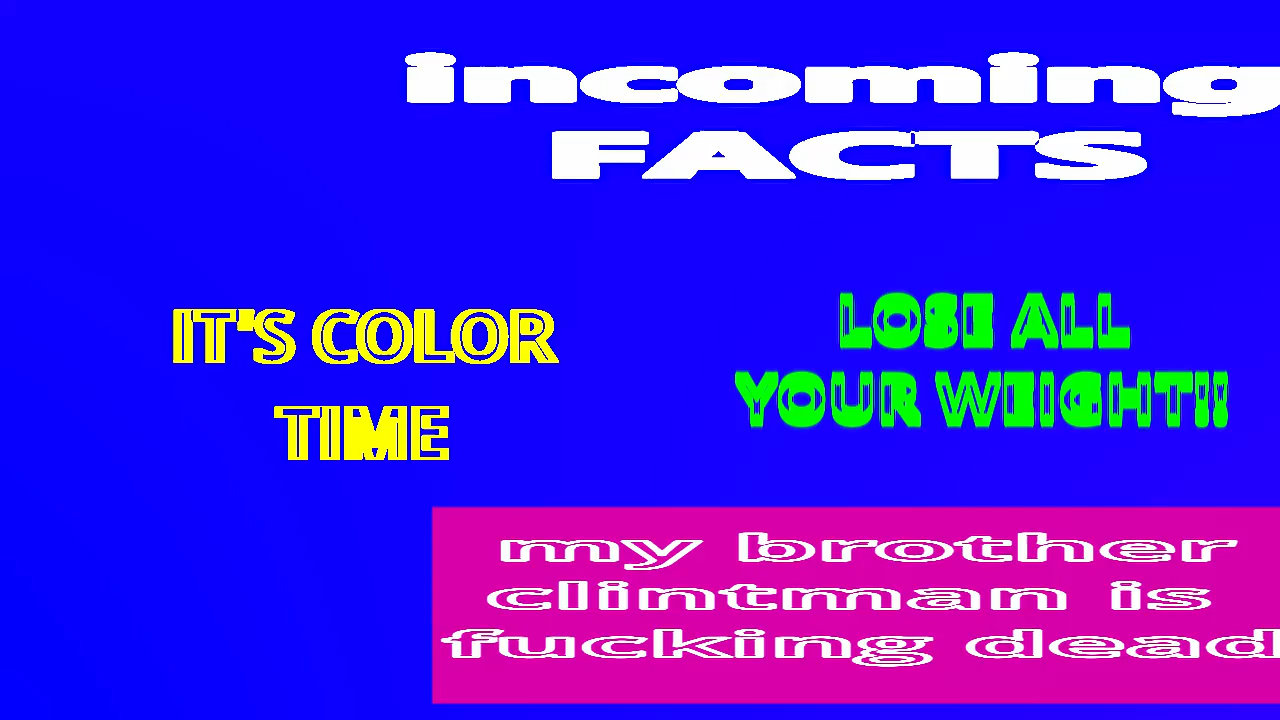 incoming
FACTS
IT'S COLOR
TIME
LOSE ALL
YOUR WEIGHT!!
my brother
clintman is
fucking dead